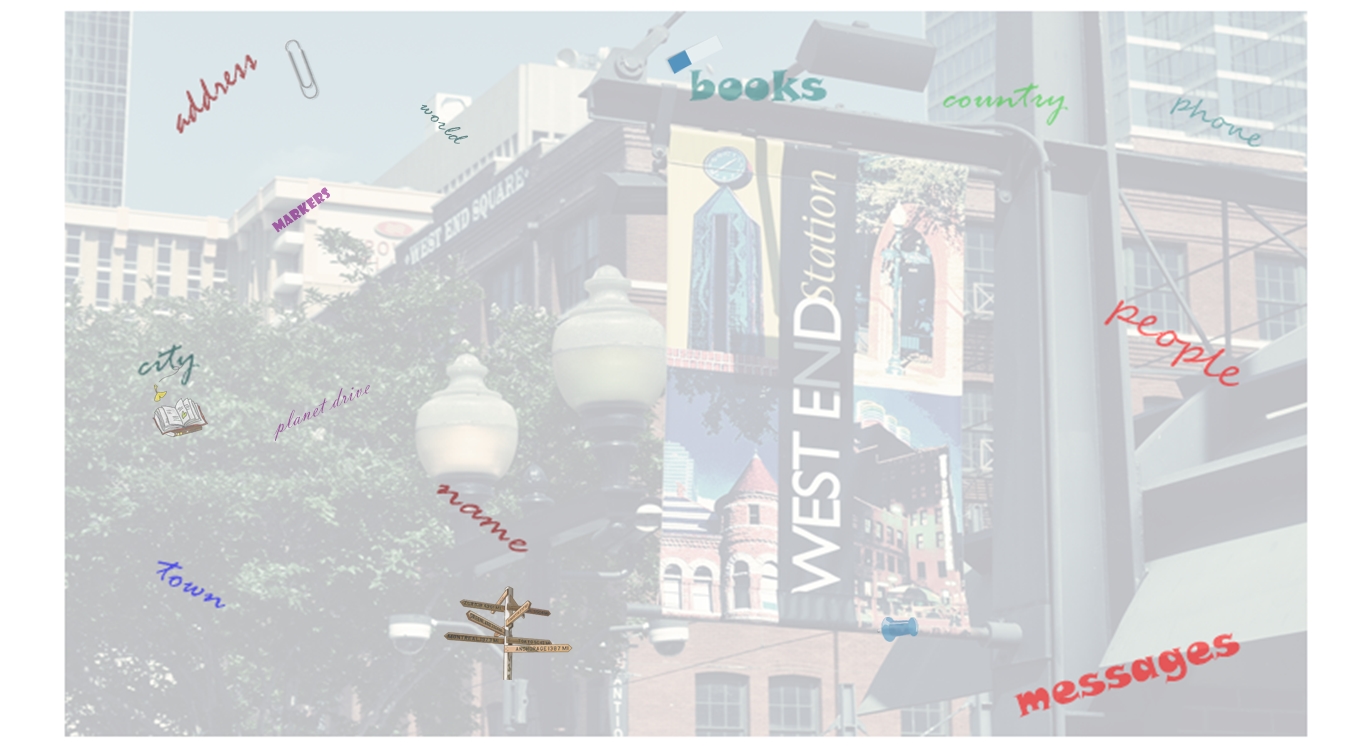 address
world
books
country
phone
MARKERS
WEST END SQUARE
WEST END Station
people
city
planet drive
name
town
messages